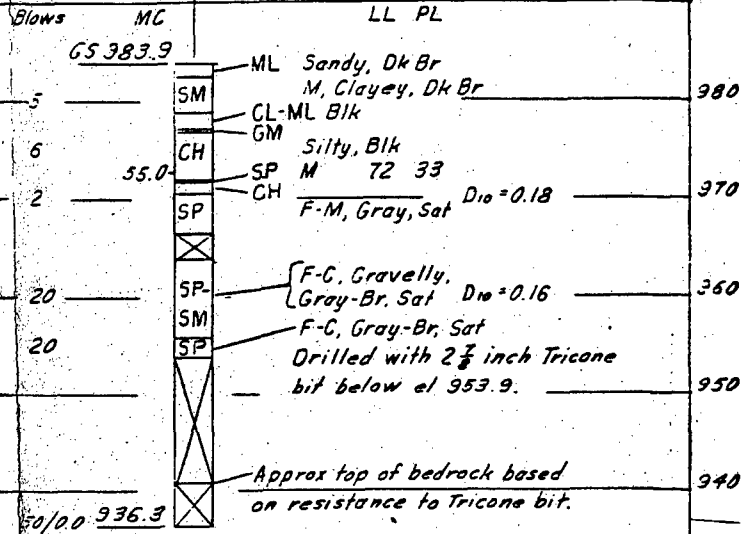 Blows MC LL PL
GS 983.9
ML Sandy, Dk Br
SM M, Clayey, Dk Br 980
5
CL-ML Blk
GM
6 CH Silty, Blk
55.0 SP M 72 33
2 CH D10 = 0.18 970
SP F-M, Gray, Sat
F-C, Gravelly,
20 SP- Gray-Br, Sat D10 = 0.16 960
SM
20 SP F-C, Gray-Br, Sat
Drilled with 2 7/8 inch Tricone
bit below el 953.9. 950
Approx top of bedrock based 940
on resistance to Tricone bit.
50/0.0 936.3